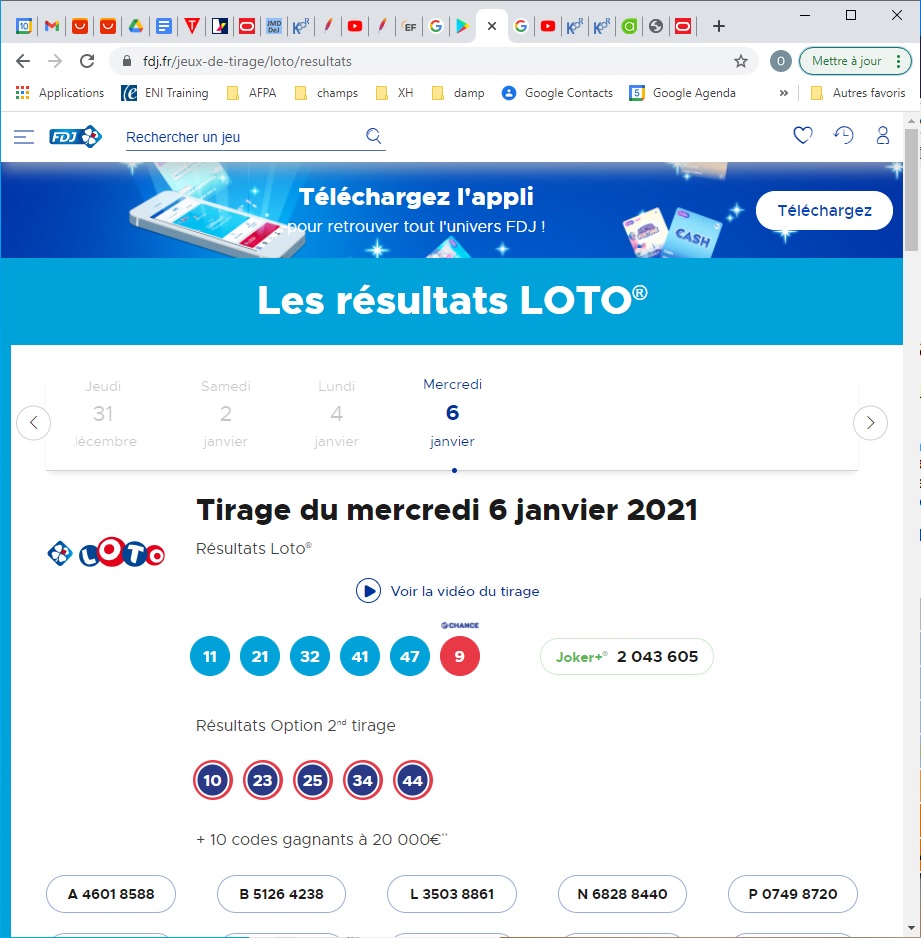 fdj.fr/jeux-de-tirage/loto/resultats
0
Mettre à jour
Applications
ENI Training
AFPA
champs
XH
damp
Google Contacts
5
Google Agenda
»
Autres favoris
FDJ
Rechercher un jeu
Téléchargez l'appli
pour retrouver tout l'univers FDJ !
CASH
Téléchargez
Les résultats LOTO®
Jeudi
31
décembre
Samedi
2
janvier
Lundi
4
janvier
Mercredi
6
janvier
Tirage du mercredi 6 janvier 2021
LOTO
Résultats Loto®
Voir la vidéo du tirage
CHANCE
11 21 32 41 47 9
Joker+® 2 043 605
Résultats Option 2nd tirage
10 23 25 34 44
+ 10 codes gagnants à 20 000€**
A 4601 8588
B 5126 4238
L 3503 8861
N 6828 8440
P 0749 8720